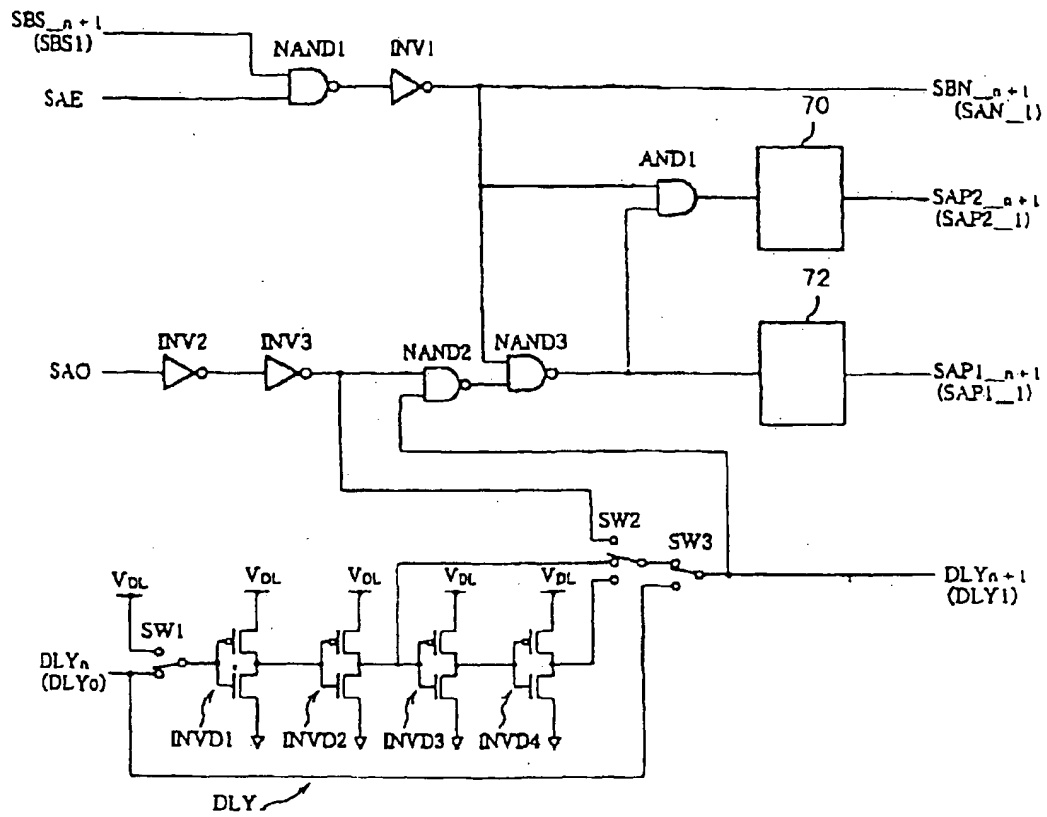 SBS_n+1
(SBS1)
NAND1
INV1
SAE
SBN_n+1
(SAN_1)
70
AND1
SAP2_n+1
(SAP2_1)
72
INV2
INV3
NAND2
NAND3
SAO
SAP1_n+1
(SAP1_1)
SW2
SW3
VDL
VDL
VDL
VDL
VDL
DLYn+1
(DLY1)
SW1
DLYn
(DLY0)
INVD1
INVD2
INVD3
INVD4
DLY